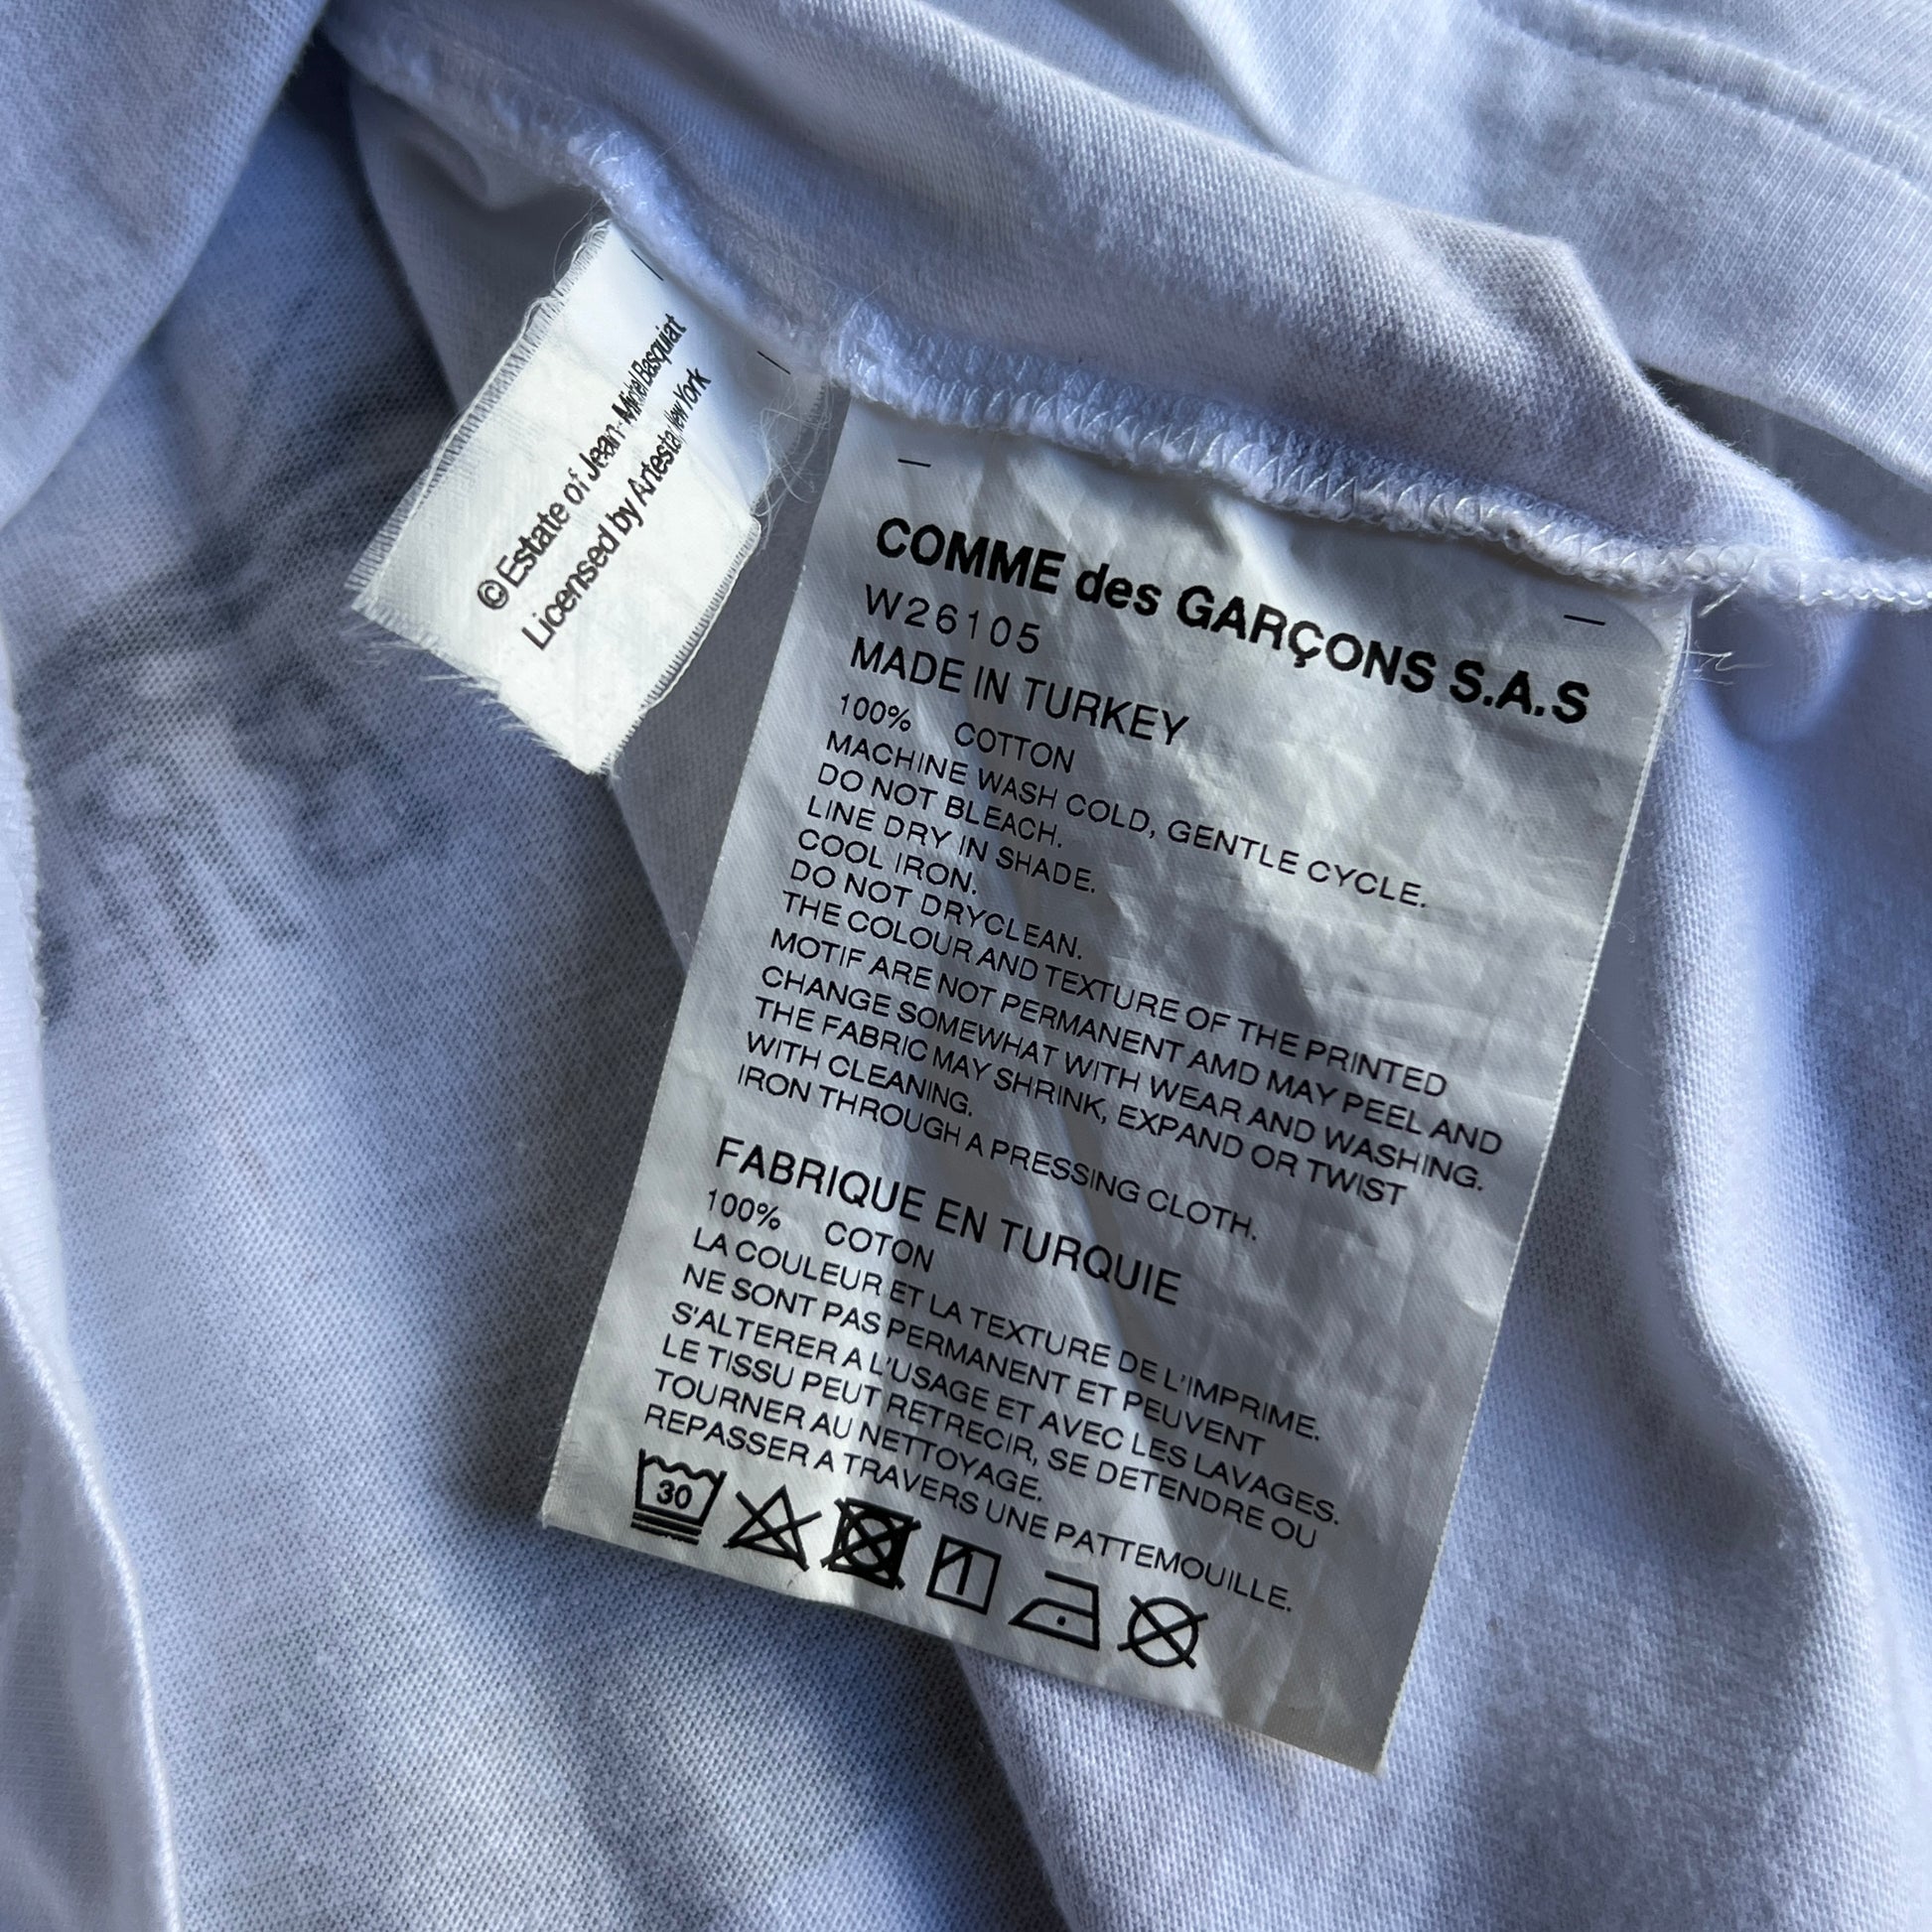 © Estate of Jean-Michel Basquiat
Licensed by Artestar New York
COMME des GARÇONS S.A.S
W26105
MADE IN TURKEY
100% COTTON
MACHINE WASH COLD, GENTLE CYCLE.
DO NOT BLEACH.
LINE DRY IN SHADE.
COOL IRON.
DO NOT DRYCLEAN.
THE COLOUR AND TEXTURE OF THE PRINTED
MOTIF ARE NOT PERMANENT AMD MAY PEEL AND
CHANGE SOMEWHAT WITH WEAR AND WASHING.
THE FABRIC MAY SHRINK, EXPAND OR TWIST
WITH CLEANING.
IRON THROUGH A PRESSING CLOTH.
FABRIQUE EN TURQUIE
100% COTON
LA COULEUR ET LA TEXTURE DE L'IMPRIME.
NE SONT PAS PERMANENT ET PEUVENT
S'ALTERER A L'USAGE ET AVEC LES LAVAGES.
LE TISSU PEUT RETRECIR, SE DETENDRE OU
TOURNER AU NETTOYAGE.
REPASSER A TRAVERS UNE PATTEMOUILLE.
30